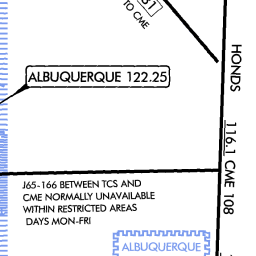 TO CME
ALBUQUERQUE 122.25
HONDS
116.1 CME 108
J65-166 BETWEEN TCS AND
CME NORMALLY UNAVAILABLE
WITHIN RESTRICTED AREAS
DAYS MON-FRI
ALBUQUERQUE